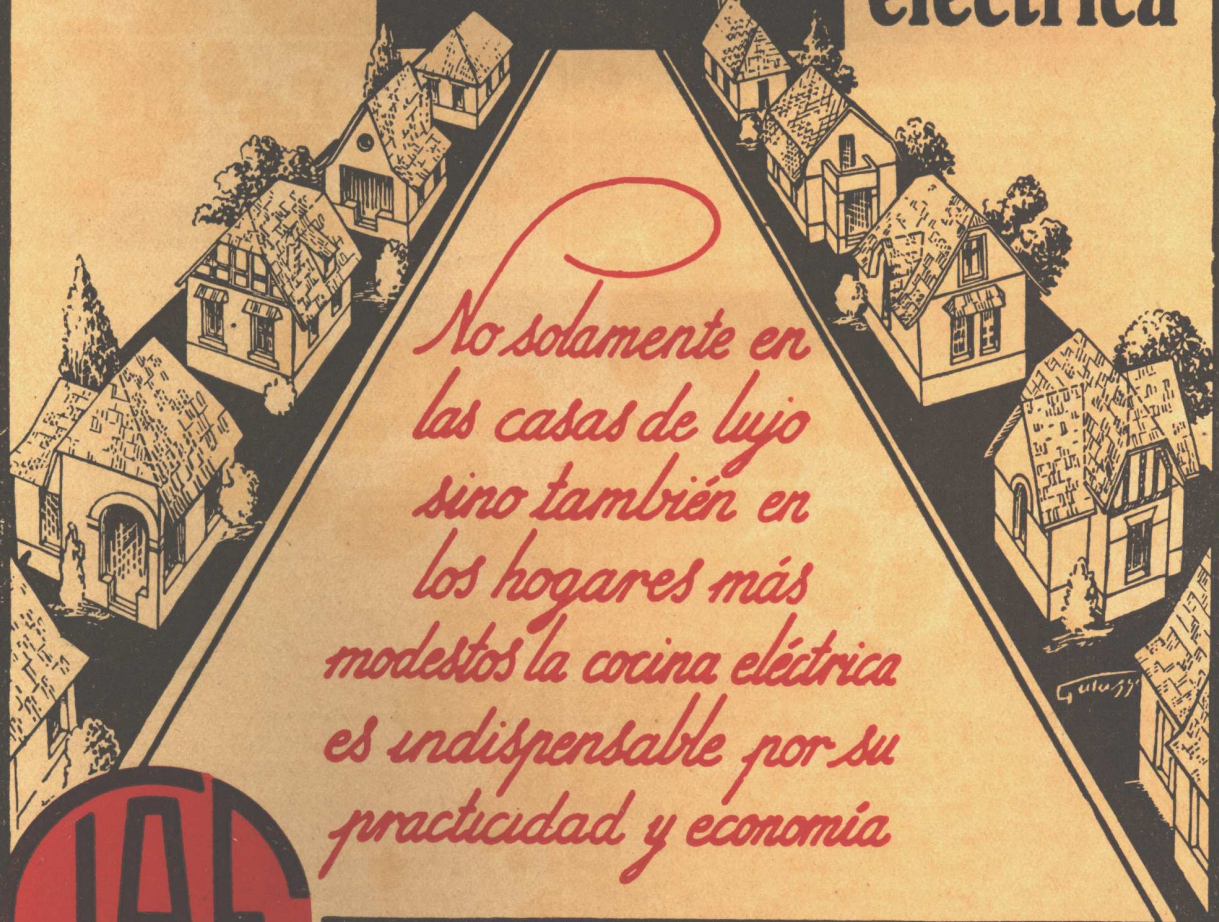 eléctrica
No solamente en
las casas de lujo
sino también en
los hogares más
modestos la cocina eléctrica
es indispensable por su
practicidad y economía